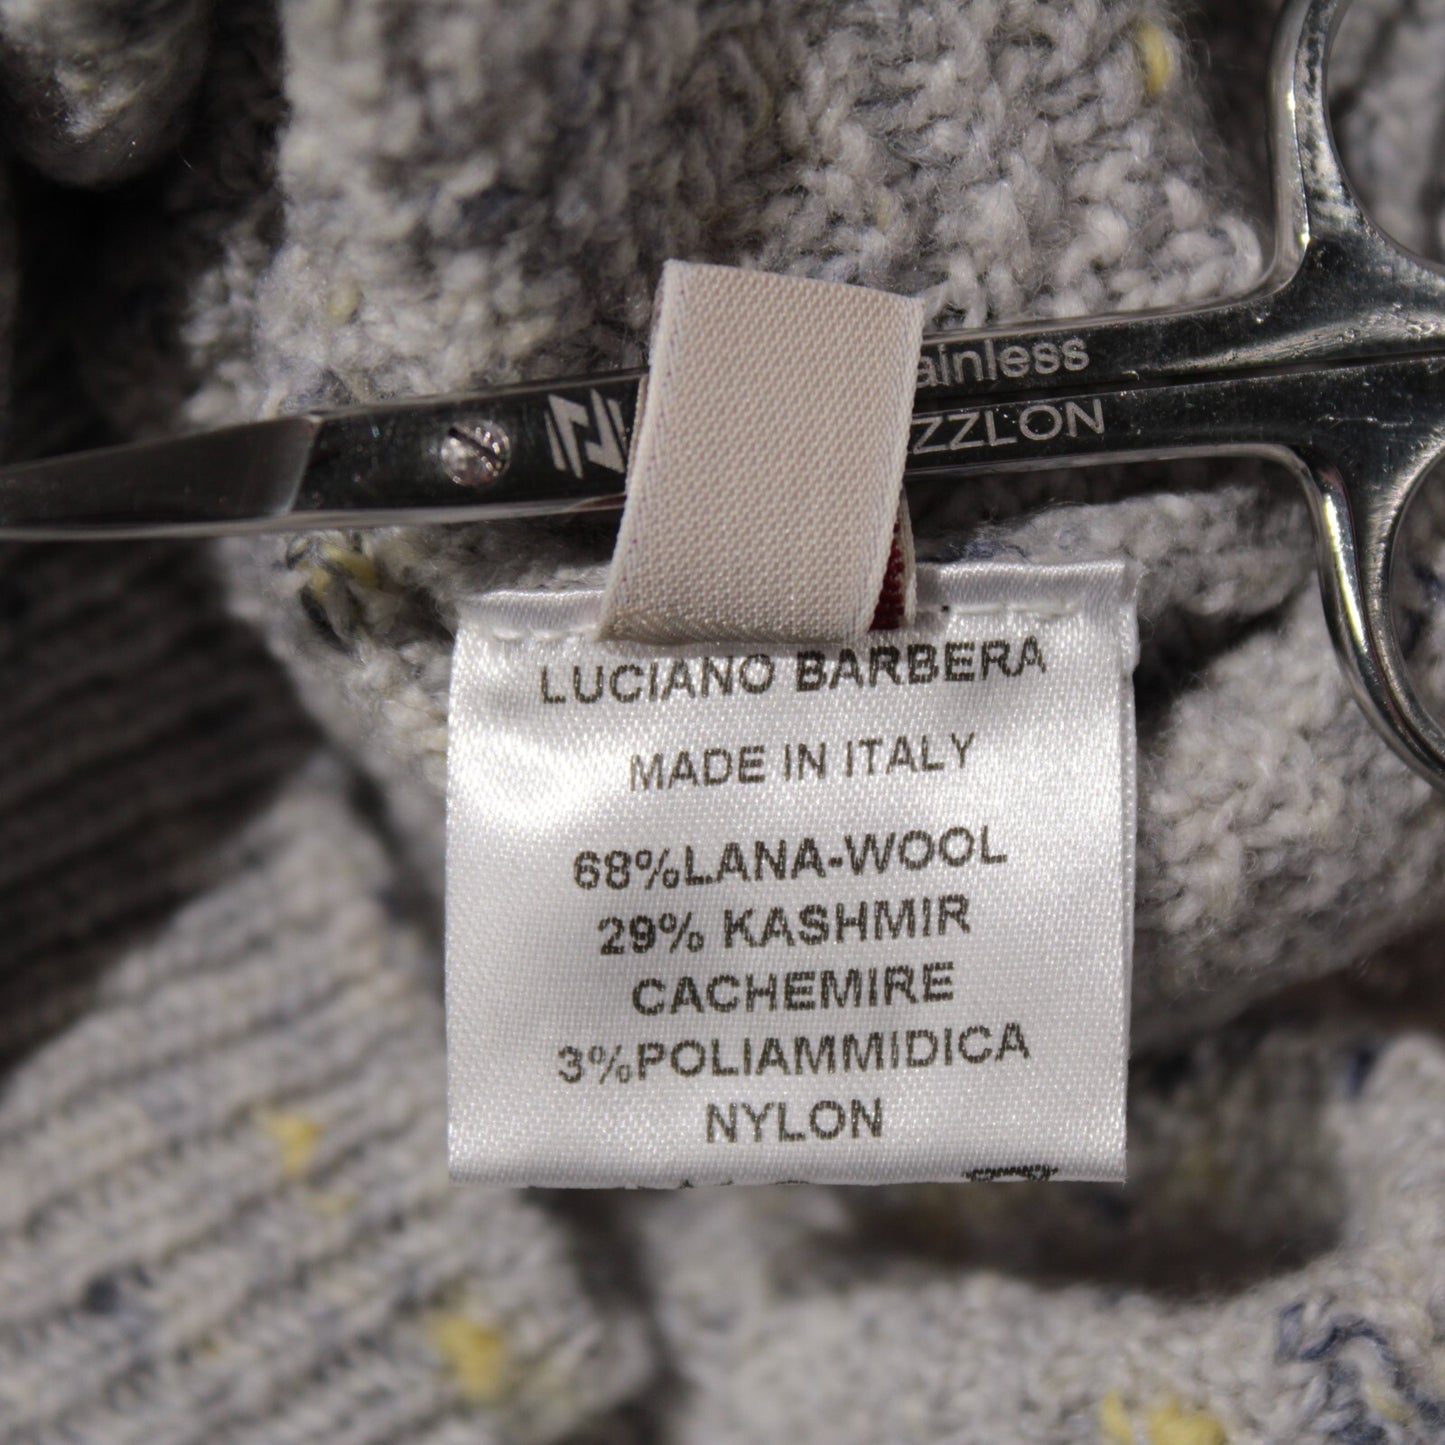 ainless
ZZLON
LUCIANO BARBERA
MADE IN ITALY
68%LANA-WOOL
29% KASHMIR
CACHEMIRE
3%POLIAMMIDICA
NYLON